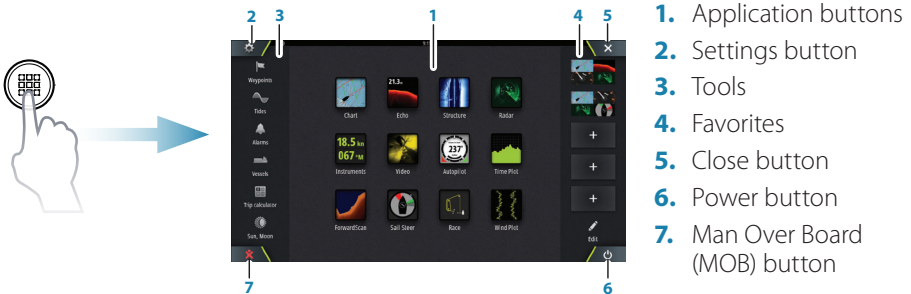 2 3 1 4 5
Waypoints
Tides
Alarms
Vessels
Trip calculator
Sun, Moon
21.3
Chart Echo Structure Radar
18.5 kn
067 °M
237°
Instruments Video Autopilot Time Plot
ForwardScan Sail Steer Race Wind Plot
+
+
+
Edit
7 6
1. Application buttons
2. Settings button
3. Tools
4. Favorites
5. Close button
6. Power button
7. Man Over Board
(MOB) button